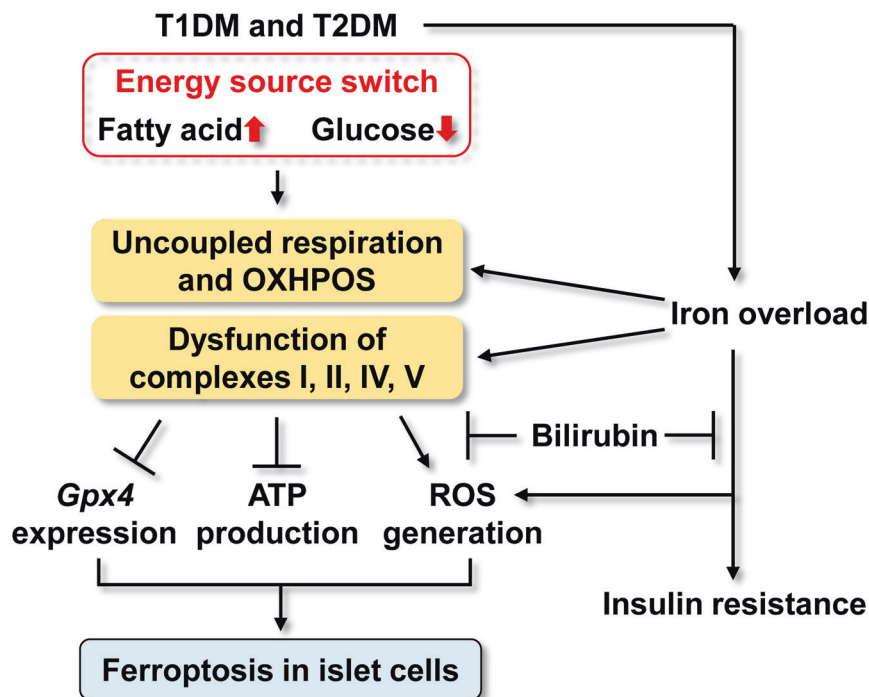 T1DM and T2DM
Energy source switch
Fatty acid Glucose
Uncoupled respiration
and OXHPOS
Iron overload
Dysfunction of
complexes I, II, IV, V
Bilirubin
Gpx4 ATP ROS
expression production generation
Insulin resistance
Ferroptosis in islet cells